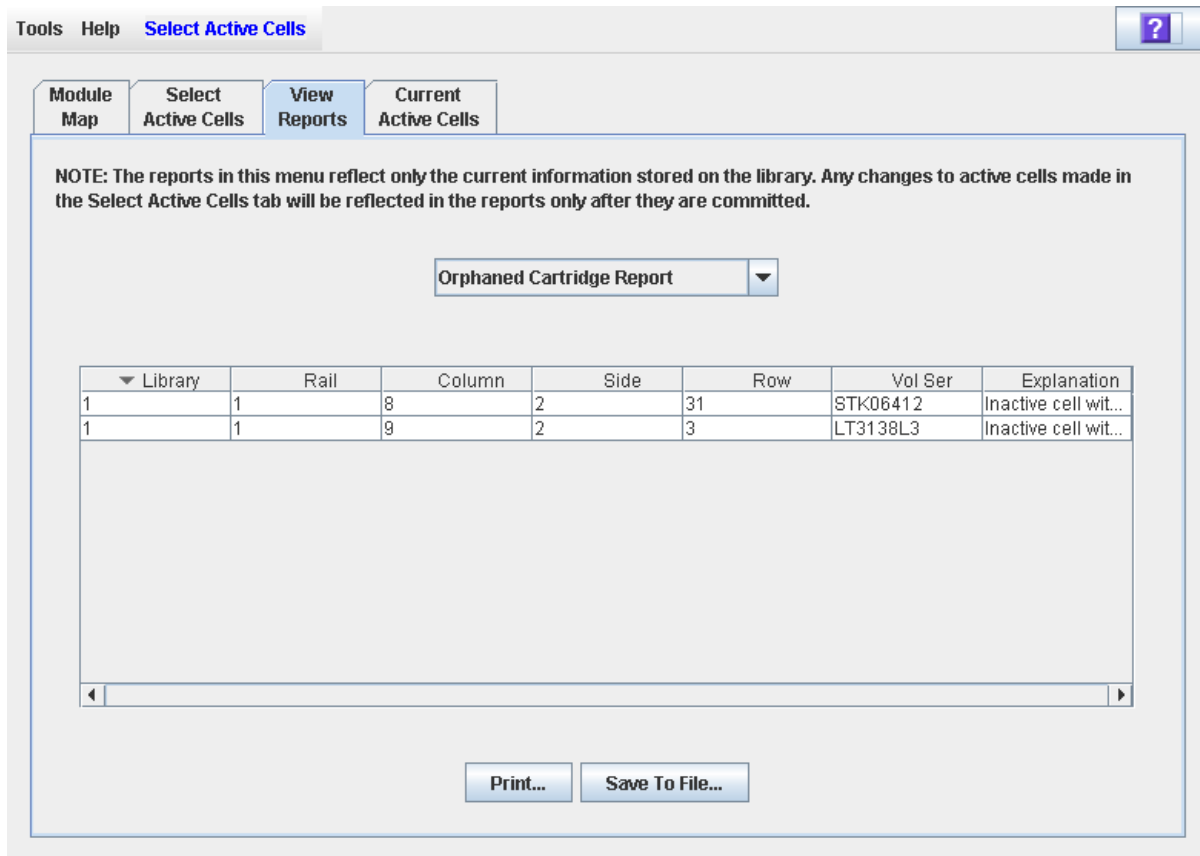 Tools Help Select Active Cells ?
Module Map
Select Active Cells
View Reports
Current Active Cells
NOTE: The reports in this menu reflect only the current information stored on the library. Any changes to active cells made in
the Select Active Cells tab will be reflected in the reports only after they are committed.
Orphaned Cartridge Report
Library Rail Column Side Row Vol Ser Explanation
1 1 8 2 31 STK06412 Inactive cell wit...
1 1 9 2 3 LT3138L3 Inactive cell wit...
Print... Save To File...